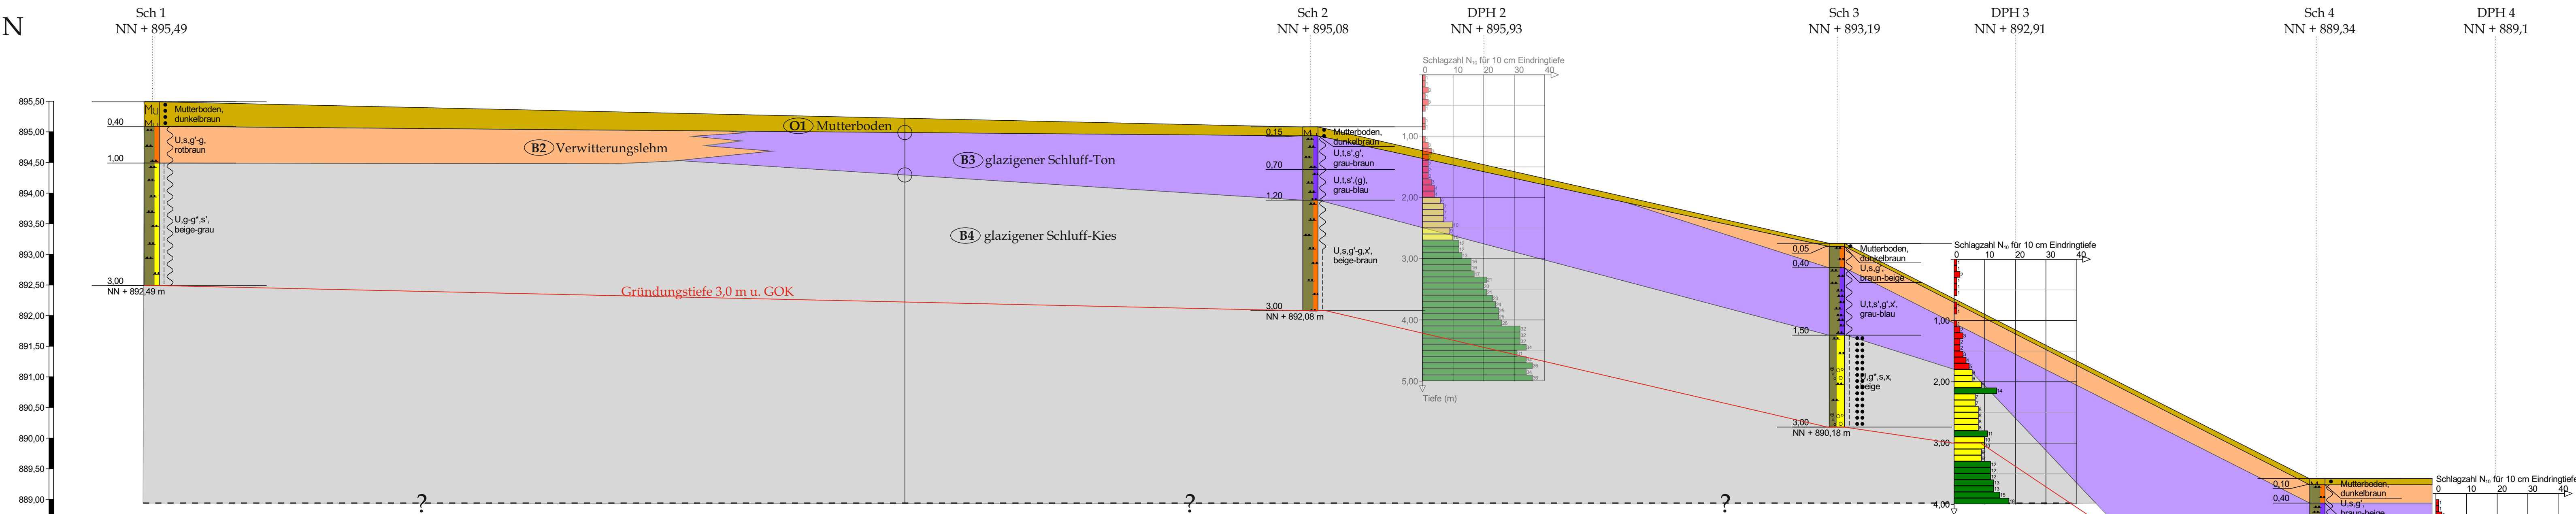 N
Sch 1
NN + 895,49
Sch 2
NN + 895,08
DPH 2
NN + 895,93
Sch 3
NN + 893,19
DPH 3
NN + 892,91
Sch 4
NN + 889,34
DPH 4
NN + 889,1
895,50
895,00
894,50
894,00
893,50
893,00
892,50
892,00
891,50
891,00
890,50
890,00
889,50
889,00
0,40
1,00
3,00
NN + 892,49 m
Mu
Mutterboden,
dunkelbraun
U,s,g'-g,
rotbraun
U,g-g*,s',
beige-grau
O1 Mutterboden
B2 Verwitterungslehm
B3 glazigener Schluff-Ton
B4 glazigener Schluff-Kies
Gründungstiefe 3,0 m u. GOK
0,15
0,70
1,20
3,00
NN + 892,08 m
Mutterboden,
dunkelbraun
U,t,s',g',
grau-braun
U,t,s',(g),
grau-blau
U,s,g'-g,x',
beige-braun
Schlagzahl N₁₀ für 10 cm Eindringtiefe
0 10 20 30 40
1,00
2,00
3,00
4,00
5,00
Tiefe (m)
0,05
0,40
1,50
3,00
NN + 890,18 m
Mutterboden,
dunkelbraun
U,s,g',
braun-beige
U,t,s',g',x',
grau-blau
U,g*,s,x,
beige
Schlagzahl N₁₀ für 10 cm Eindringtiefe
0 10 20 30 40
1,00
2,00
3,00
4,00
0,10
0,40
Mutterboden,
dunkelbraun
U,s,g',
braun-beige
Schlagzahl N₁₀ für 10 cm Eindringtiefe
0 10 20 30 40
? ? ?